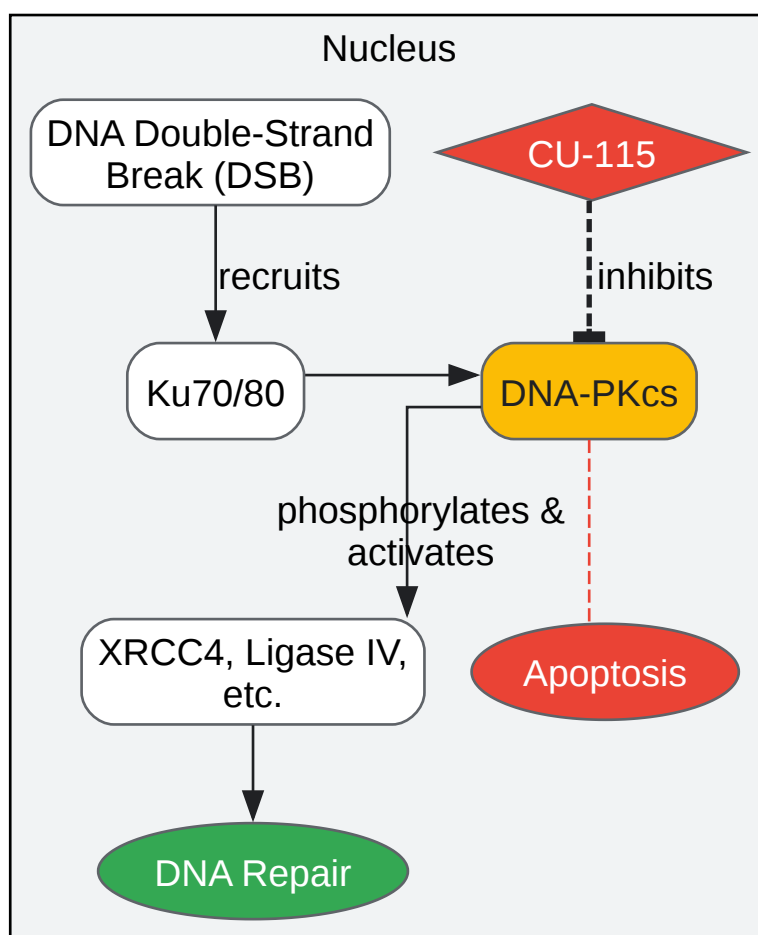 Nucleus
DNA Double-Strand
Break (DSB)
CU-115
recruits
inhibits
Ku70/80
DNA-PKcs
phosphorylates &
activates
XRCC4, Ligase IV,
etc.
Apoptosis
DNA Repair